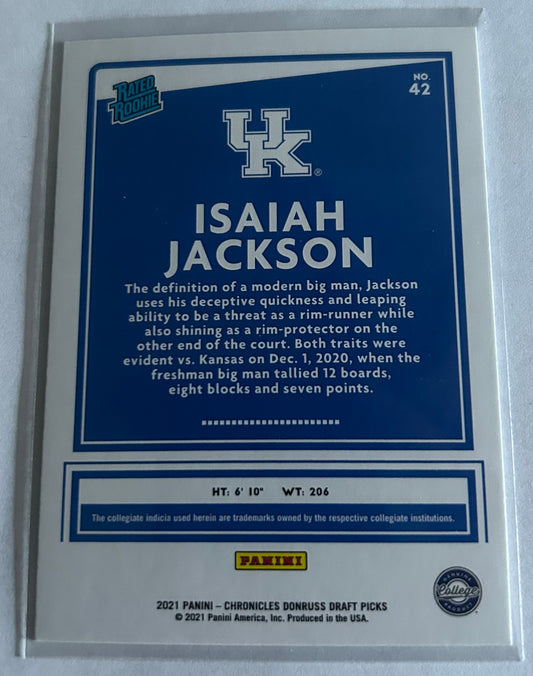 RATED
ROOKIE
NO.
42
UK
®
ISAIAH
JACKSON
The definition of a modern big man, Jackson
uses his deceptive quickness and leaping
ability to be a threat as a rim-runner while
also shining as a rim-protector on the
other end of the court. Both traits were
evident vs. Kansas on Dec. 1, 2020, when the
freshman big man tallied 12 boards,
eight blocks and seven points.
HT: 6' 10" WT: 206
The collegiate indicia used herein are trademarks owned by the respective collegiate institutions.
PANINI
GENUINE
College
PRODUCT
2021 PANINI – CHRONICLES DONRUSS DRAFT PICKS
© 2021 Panini America, Inc. Produced in the USA.